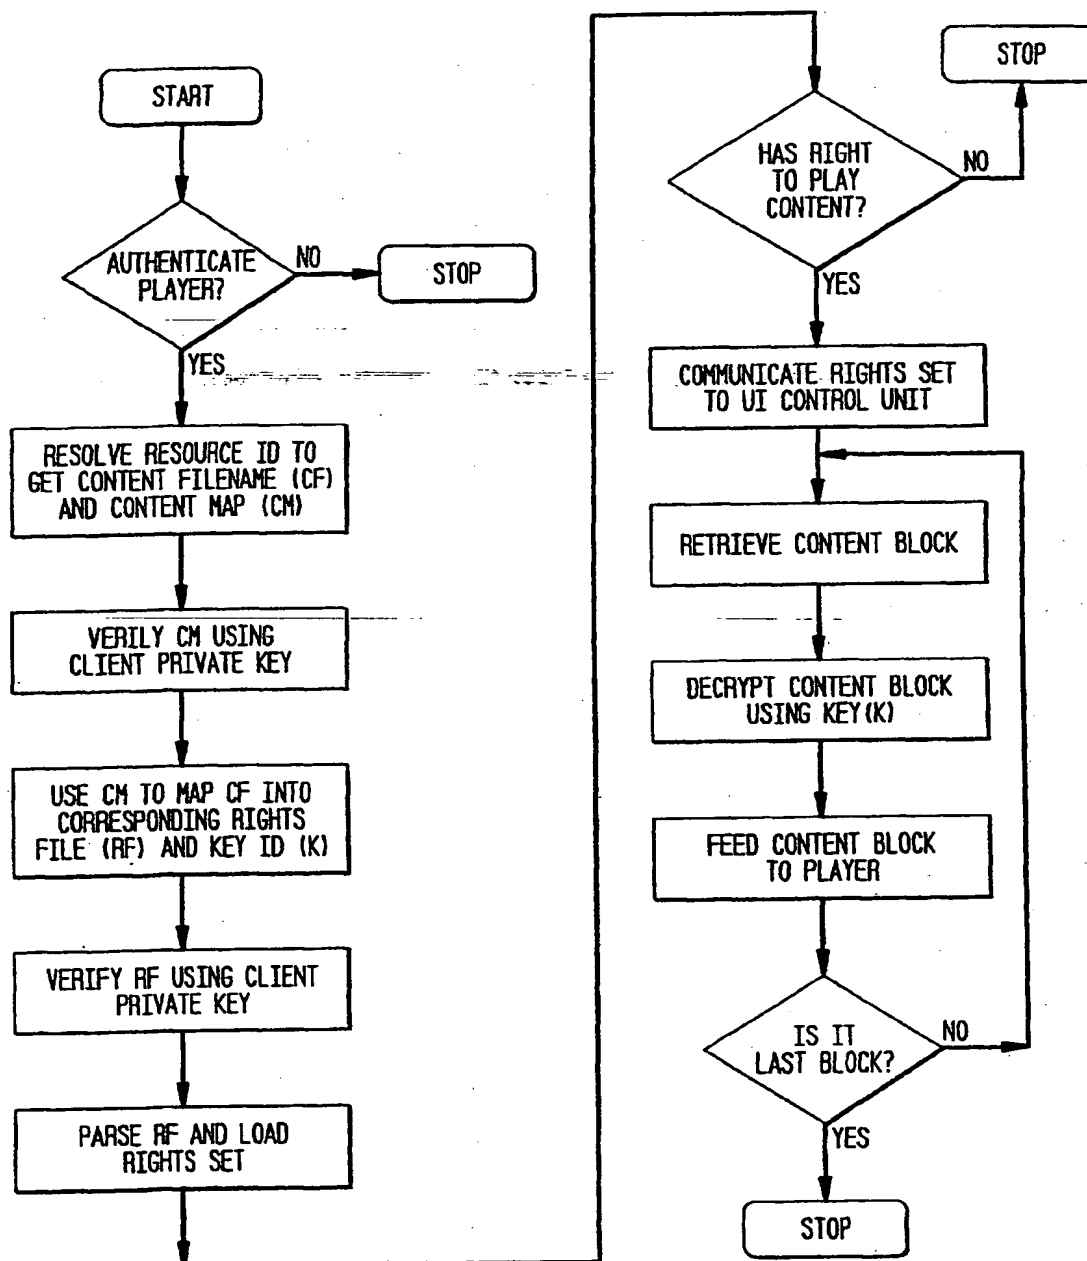 START
AUTHENTICATE
PLAYER?
NO
STOP
YES
RESOLVE RESOURCE ID TO
GET CONTENT FILENAME (CF)
AND CONTENT MAP (CM)
VERILY CM USING
CLIENT PRIVATE KEY
USE CM TO MAP CF INTO
CORRESPONDING RIGHTS
FILE (RF) AND KEY ID (K)
VERIFY RF USING CLIENT
PRIVATE KEY
PARSE RF AND LOAD
RIGHTS SET
HAS RIGHT
TO PLAY
CONTENT?
NO
STOP
YES
COMMUNICATE RIGHTS SET
TO UI CONTROL UNIT
RETRIEVE CONTENT BLOCK
DECRYPT CONTENT BLOCK
USING KEY(K)
FEED CONTENT BLOCK
TO PLAYER
IS IT
LAST BLOCK?
NO
YES
STOP